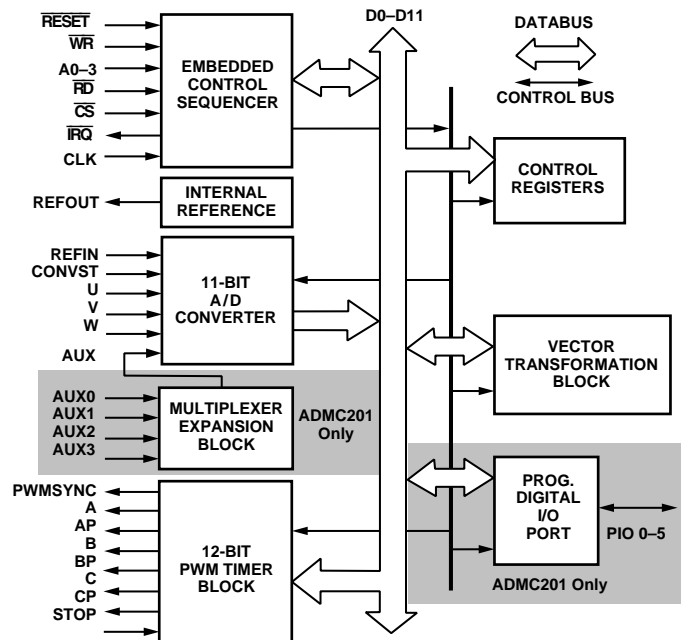 D0–D11
DATABUS
CONTROL BUS
RESET
WR
A0–3
RD
CS
IRQ
CLK
EMBEDDED
CONTROL
SEQUENCER
CONTROL
REGISTERS
REFOUT
INTERNAL
REFERENCE
REFIN
CONVST
U
V
W
AUX
11-BIT
A/D
CONVERTER
VECTOR
TRANSFORMATION
BLOCK
AUX0
AUX1
AUX2
AUX3
MULTIPLEXER
EXPANSION
BLOCK
ADMC201
Only
PROG.
DIGITAL
I/O
PORT
PIO 0–5
ADMC201 Only
PWMSYNC
A
AP
B
BP
C
CP
STOP
12-BIT
PWM TIMER
BLOCK